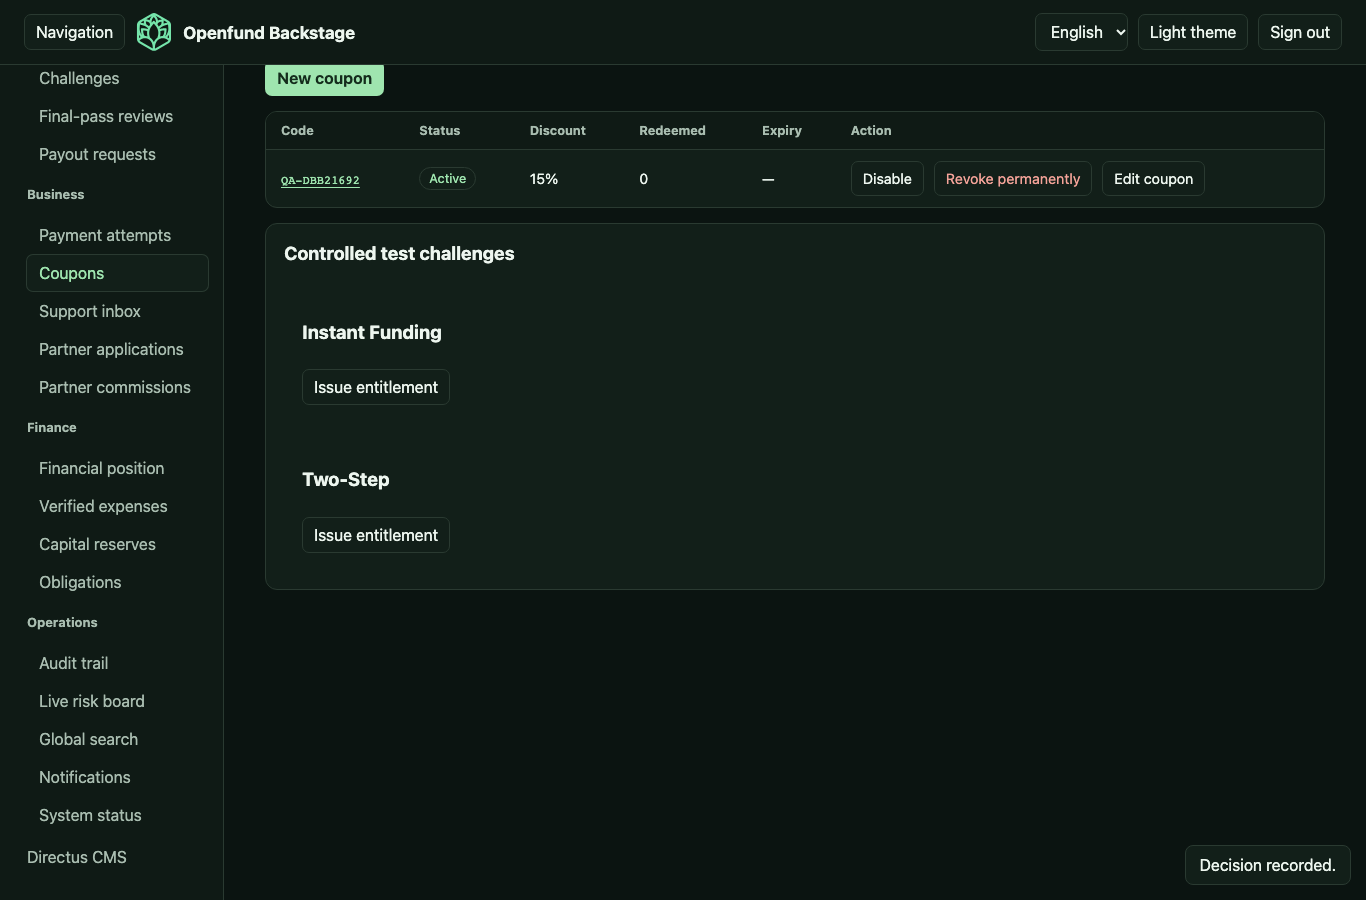 Navigation
Openfund Backstage
English
Light theme
Sign out
Challenges
Final-pass reviews
Payout requests
Business
Payment attempts
Coupons
Support inbox
Partner applications
Partner commissions
Finance
Financial position
Verified expenses
Capital reserves
Obligations
Operations
Audit trail
Live risk board
Global search
Notifications
System status
Directus CMS
New coupon
Code Status Discount Redeemed Expiry Action
QA-DBB21692 Active 15% 0 — Disable Revoke permanently Edit coupon
Controlled test challenges
Instant Funding
Issue entitlement
Two-Step
Issue entitlement
Decision recorded.